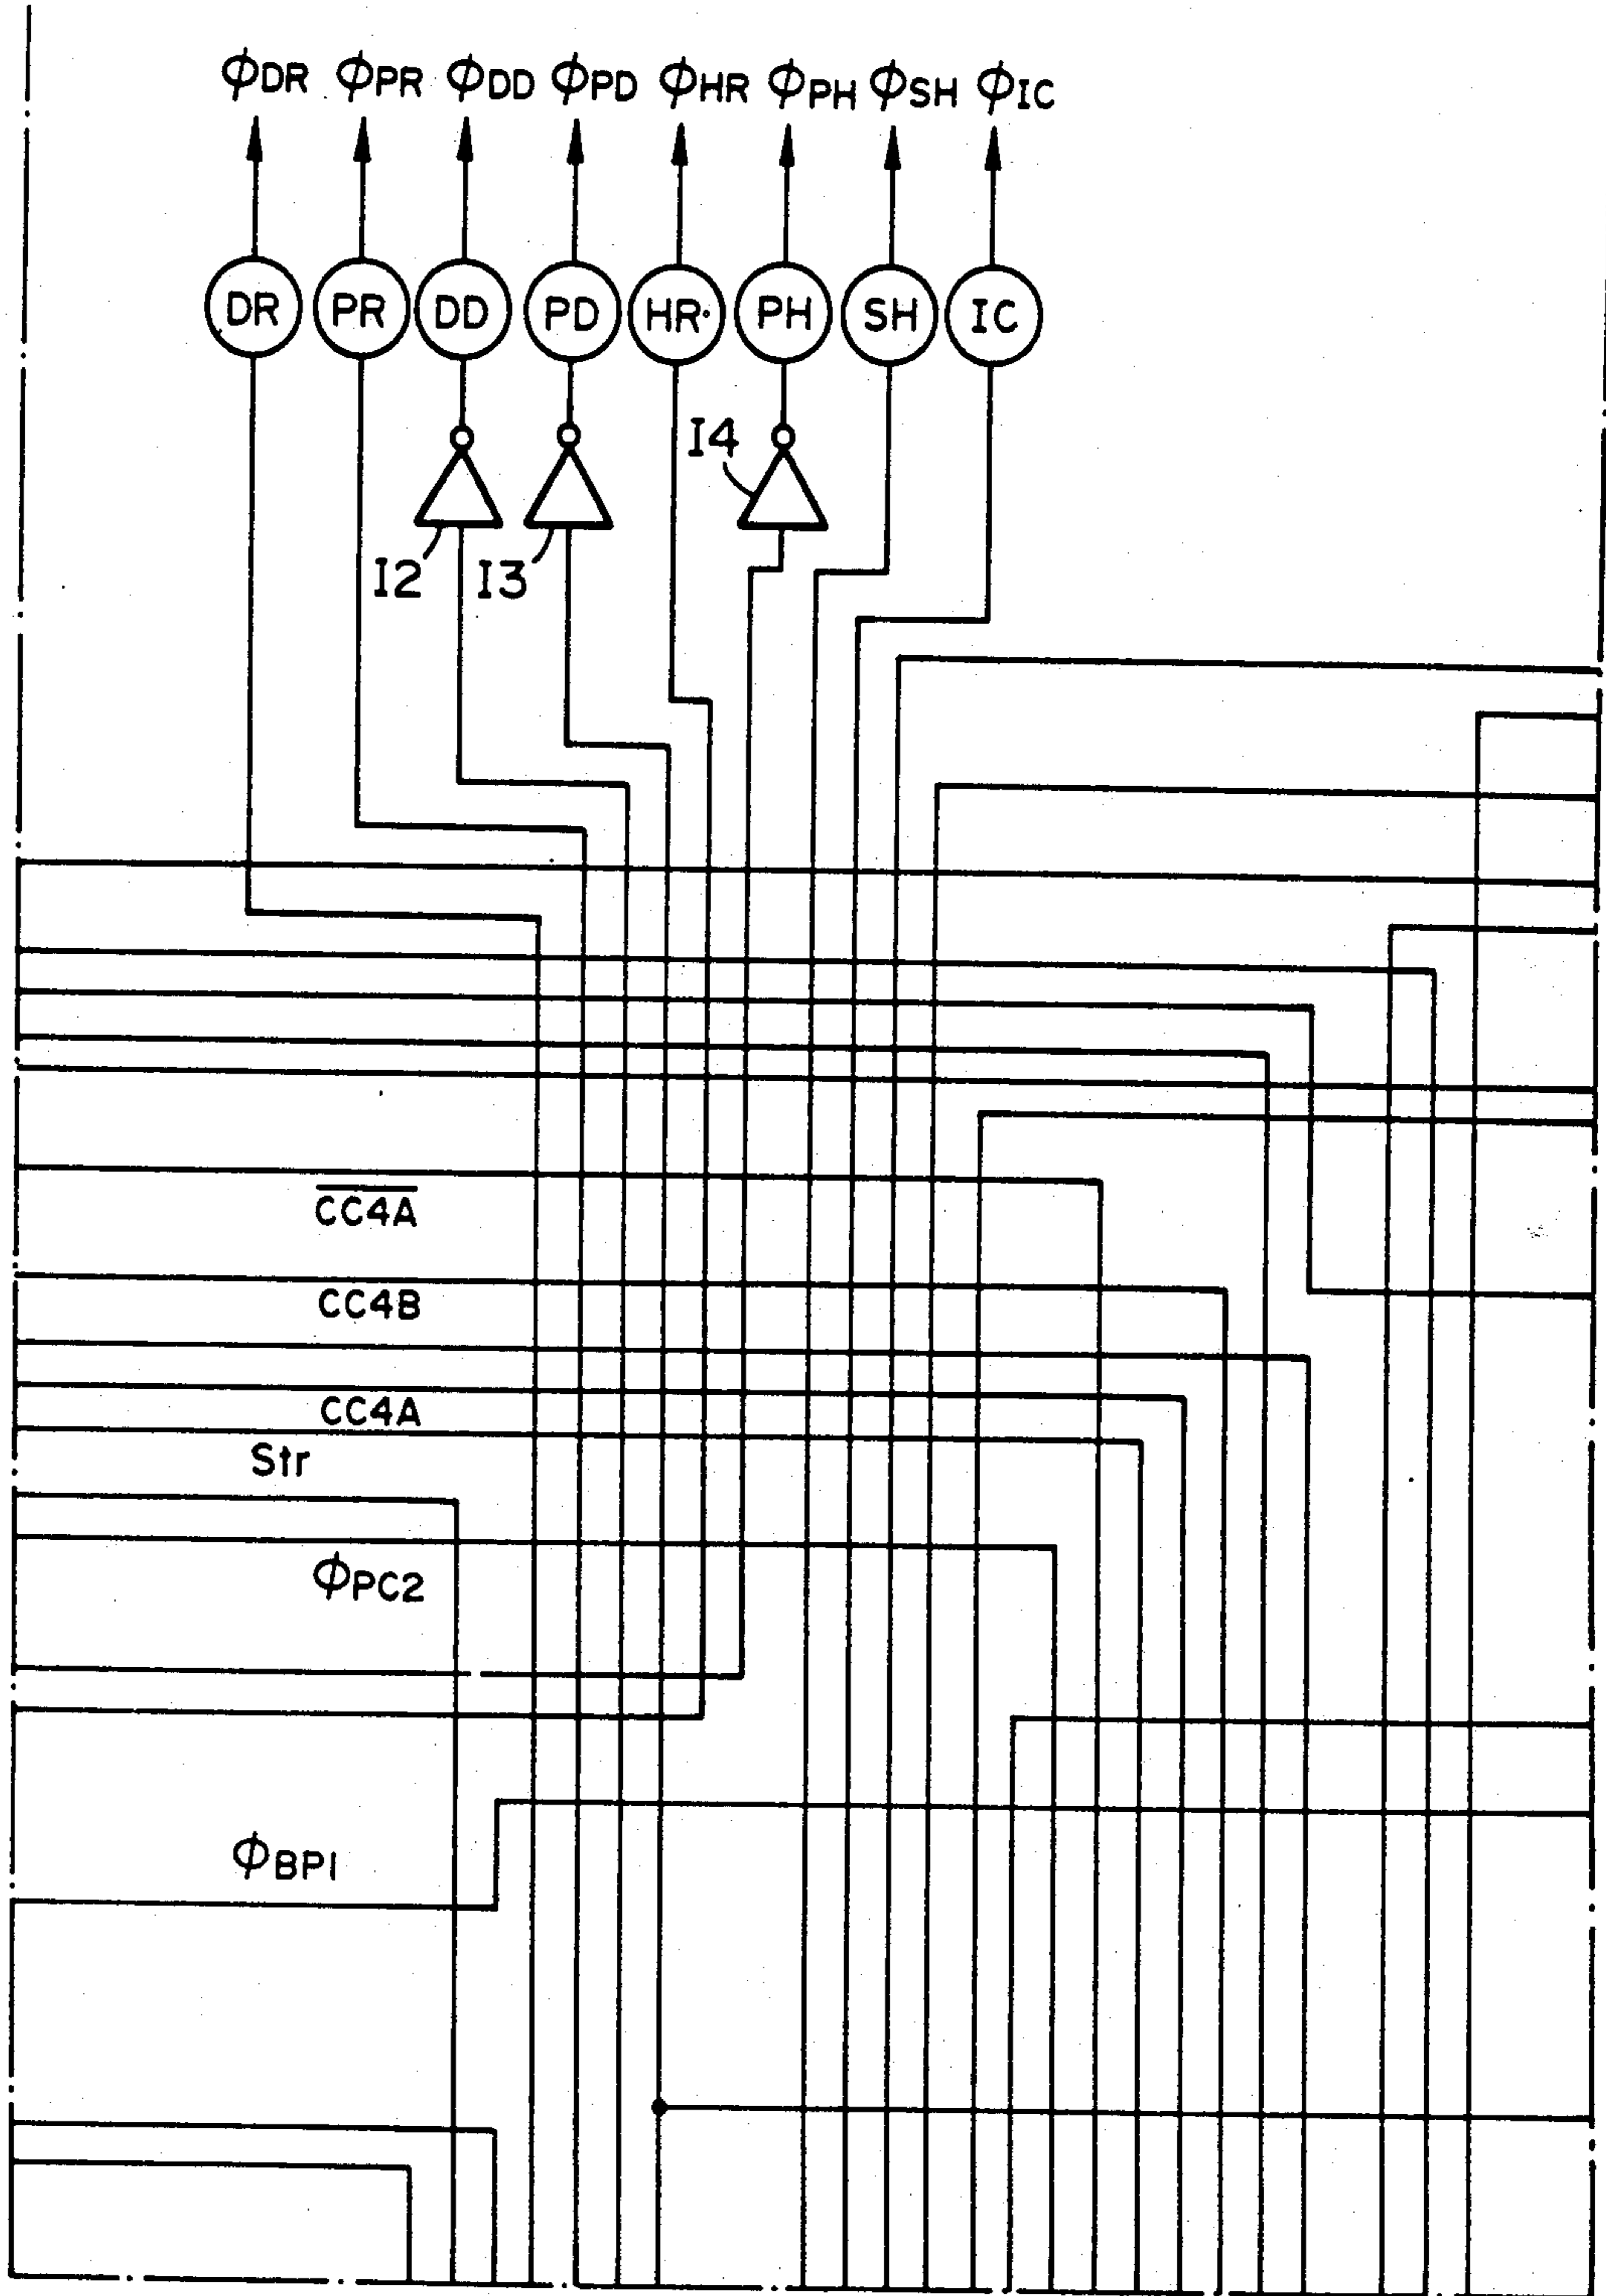 ϕDR ϕPR ϕDD ϕPD ϕHR ϕPH ϕSH ϕIC
DR PR DD PD HR PH SH IC
I4
I2 I3
C̅C̅4̅A̅
CC4B
CC4A
Str
ϕPC2
ϕBP1